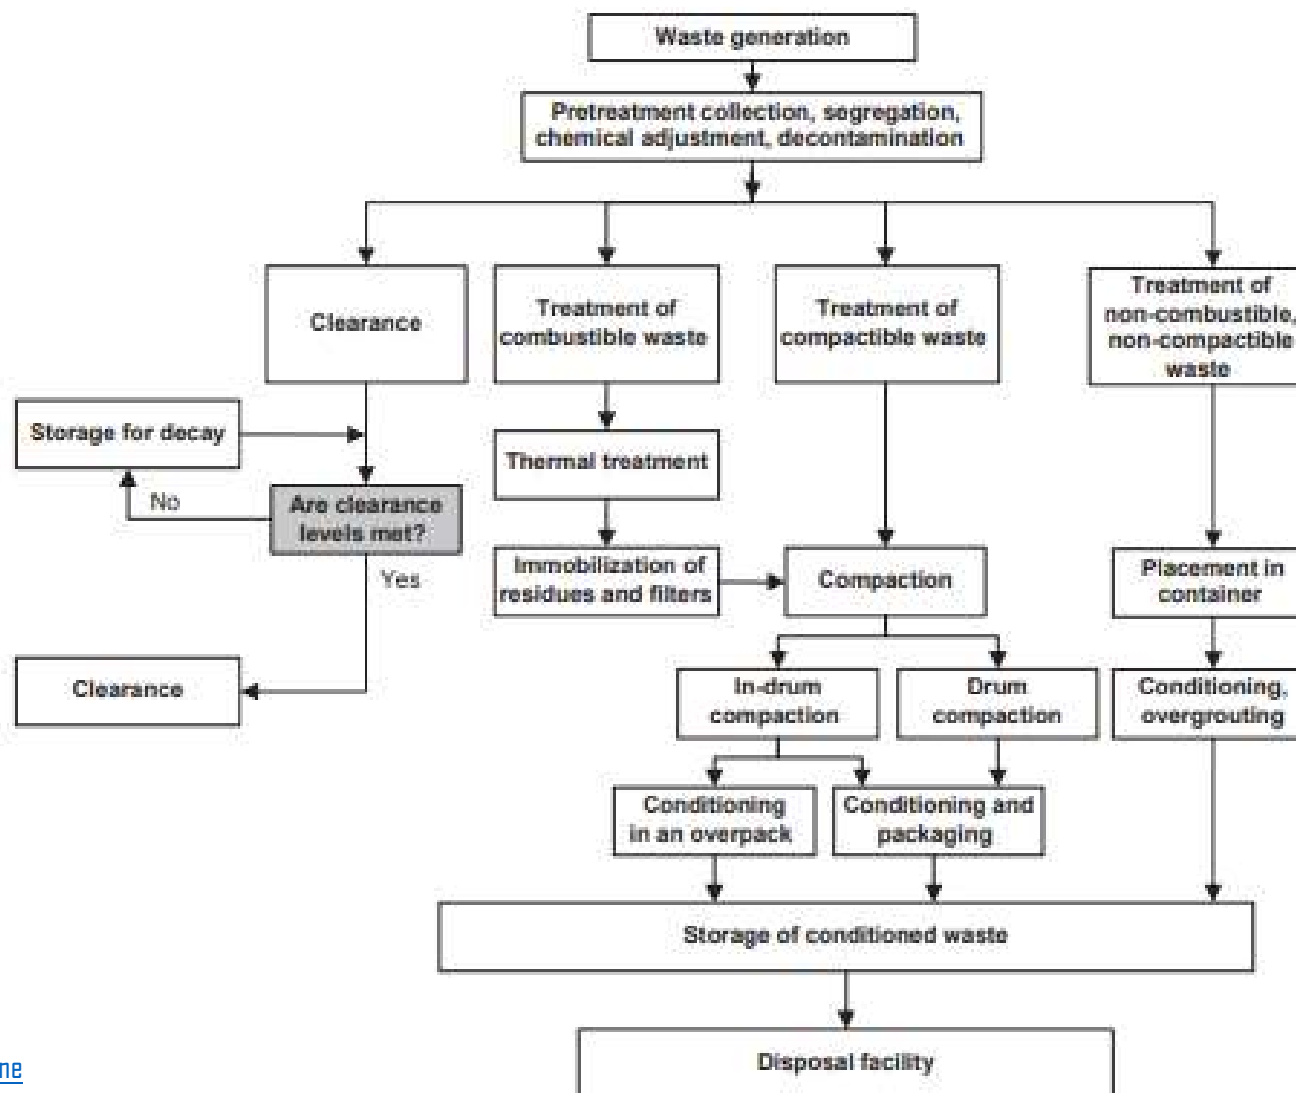 Waste generation
Pretreatment collection, segregation,
chemical adjustment, decontamination
Clearance
Treatment of
combustible waste
Treatment of
compactible waste
Treatment of
non-combustible,
non-compactible
waste
Storage for decay
Thermal treatment
No
Are clearance
levels met?
Yes
Immobilization of
residues and filters
Compaction
Placement in
container
Clearance
In-drum
compaction
Drum
compaction
Conditioning,
overgrouting
Conditioning
in an overpack
Conditioning and
packaging
Storage of conditioned waste
Disposal facility
ne